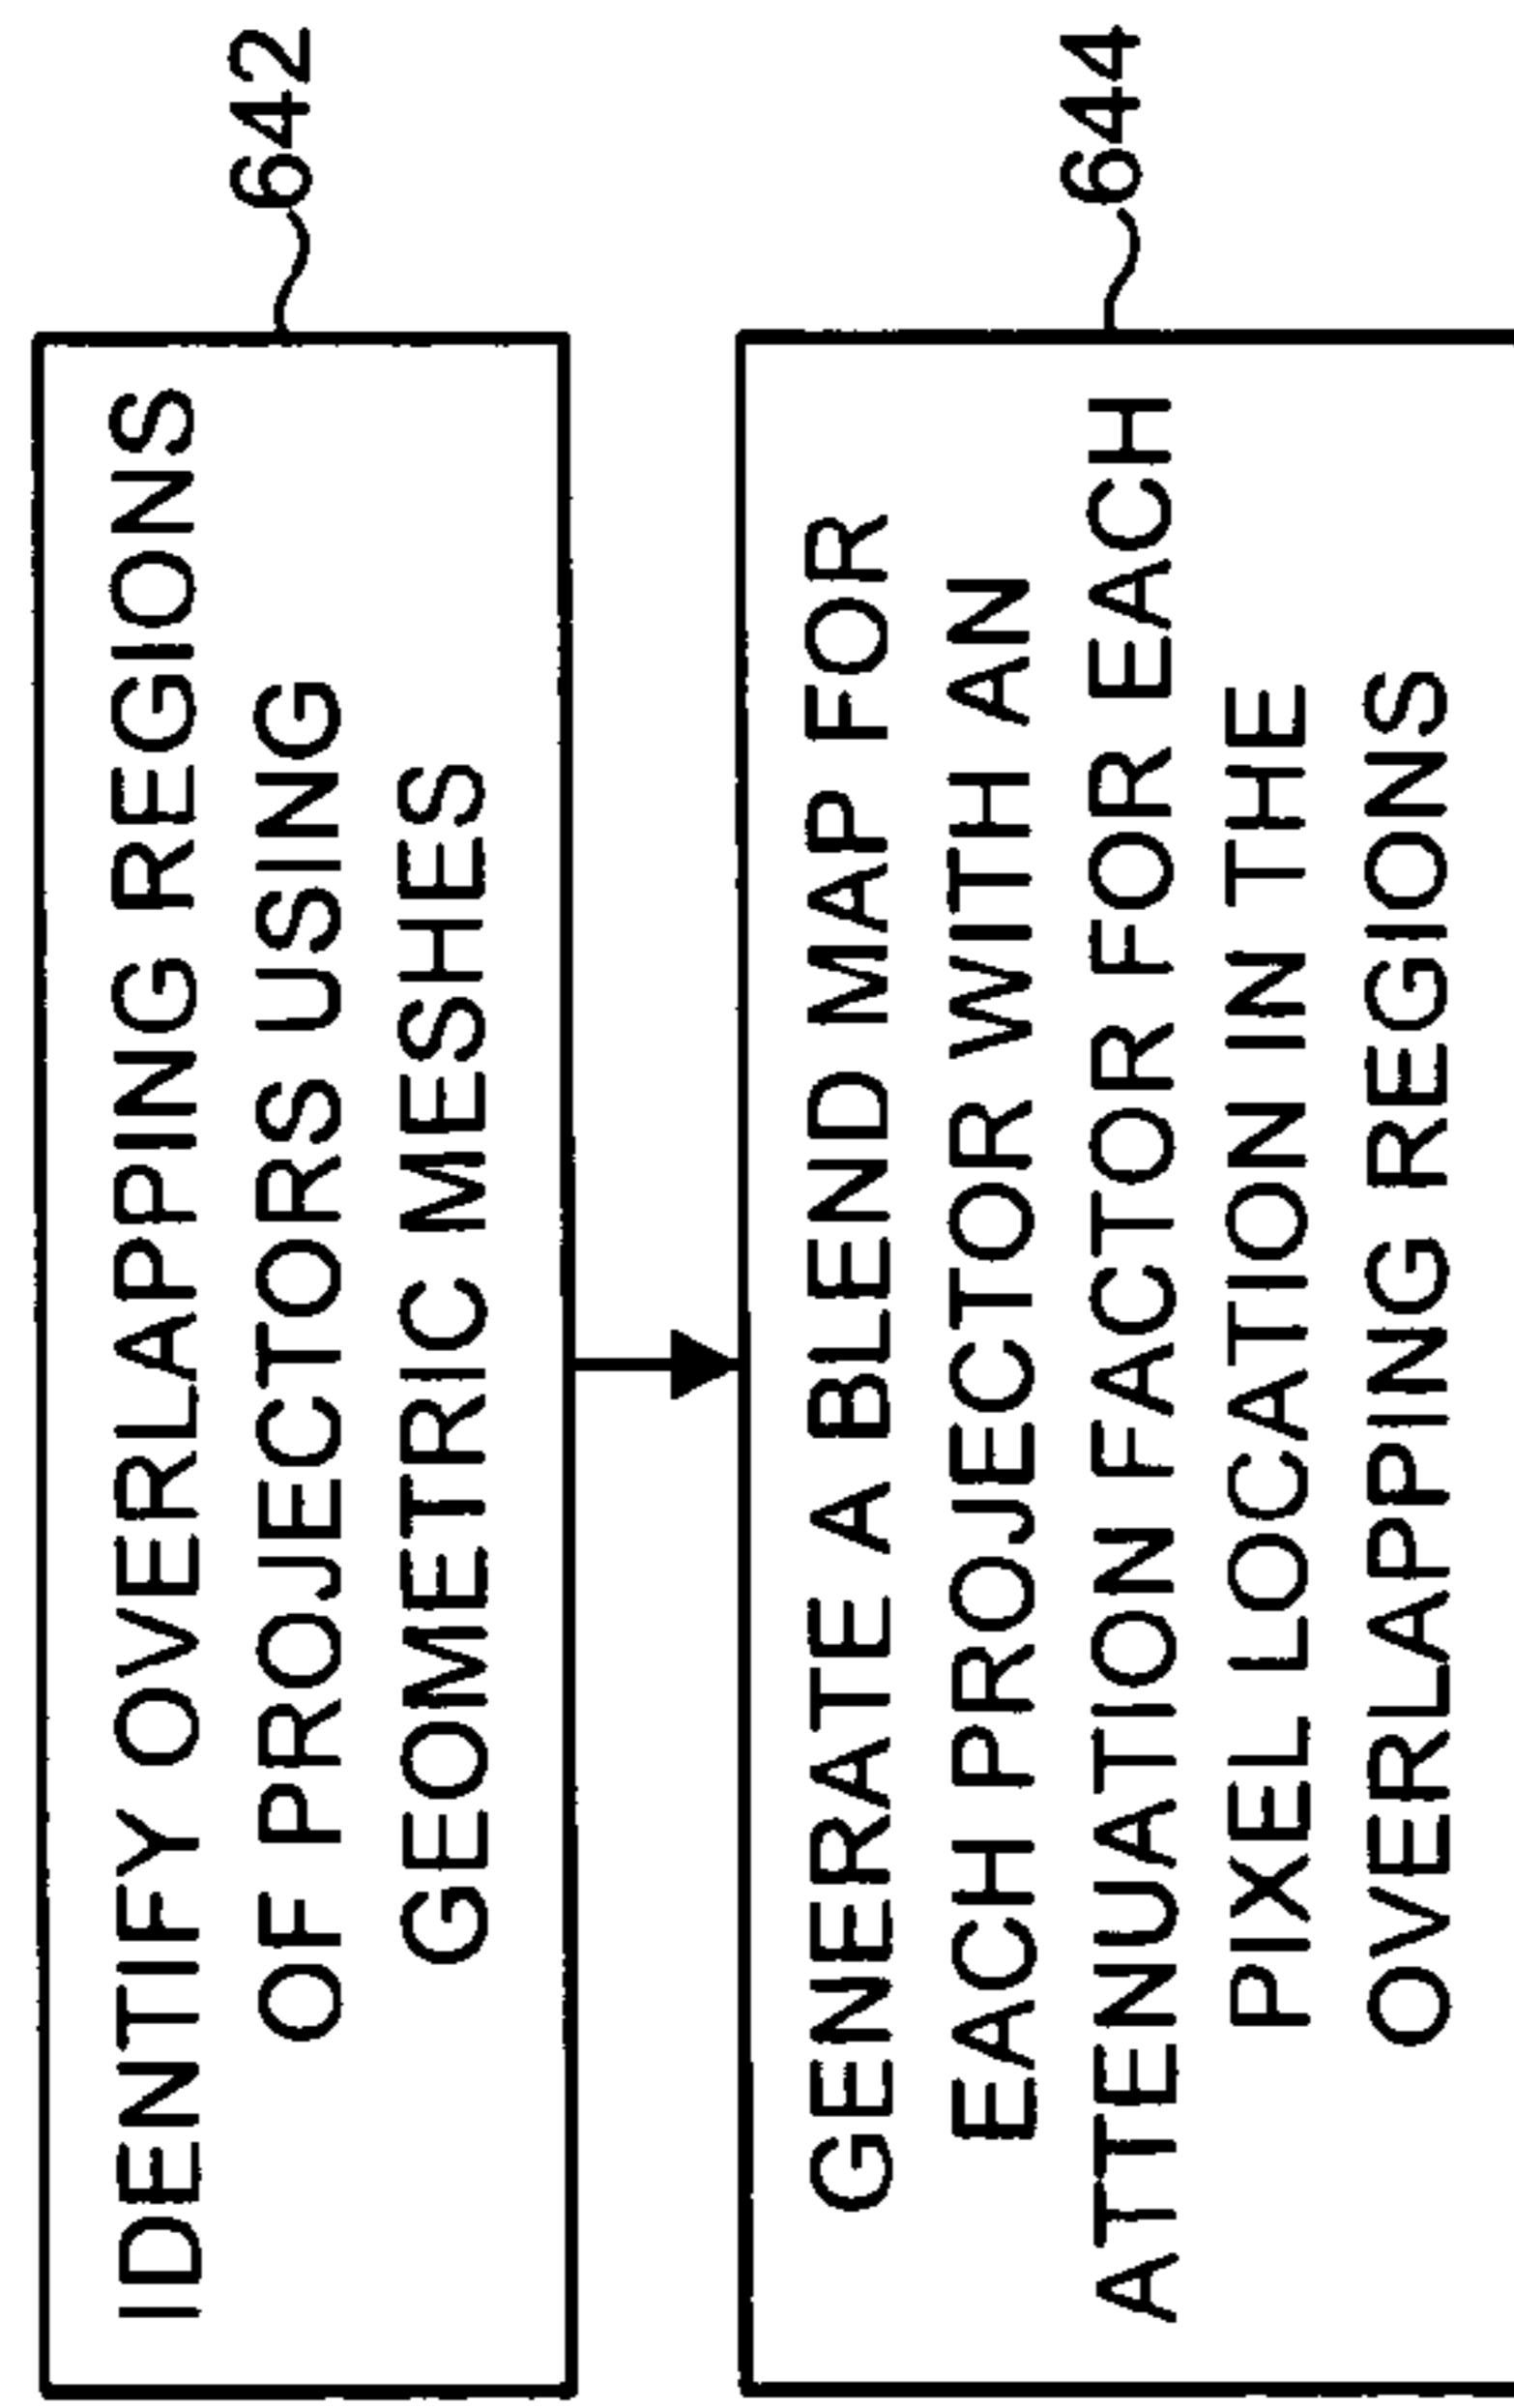 IDENTIFY OVERLAPPING REGIONS
OF PROJECTORS USING
GEOMETRIC MESHES
642
GENERATE A BLEND MAP FOR
EACH PROJECTOR WITH AN
ATTENUATION FACTOR FOR EACH
PIXEL LOCATION IN THE
OVERLAPPING REGIONS
644